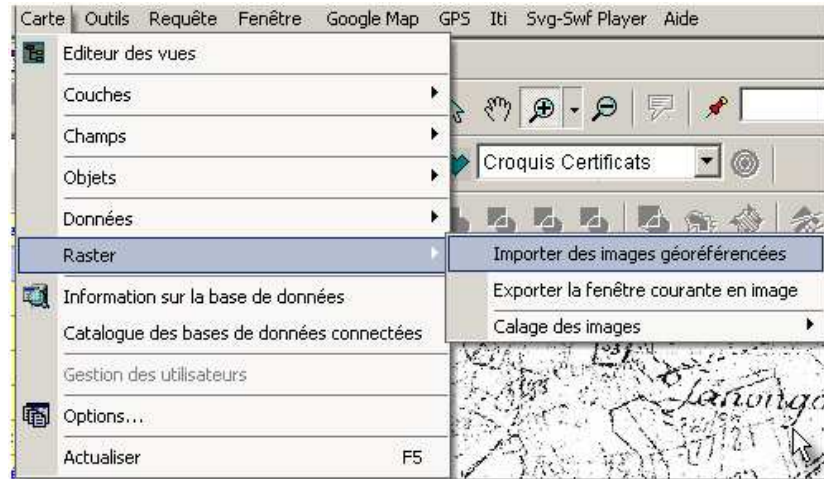 Carte Outils Requête Fenêtre Google Map GPS Iti Svg-Swf Player Aide
Editeur des vues
Couches
Champs
Croquis Certificats
Objets
Données
Raster
Importer des images géoréférencées
Information sur la base de données
Exporter la fenêtre courante en image
Catalogue des bases de données connectées
Calage des images
Gestion des utilisateurs
Options...
Actualiser F5